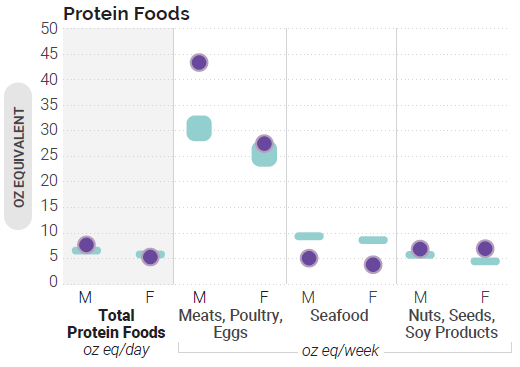 Protein Foods
OZ EQUIVALENT
50
45
40
35
30
25
20
15
10
5
0
M F M F M F M F
Total Meats, Poultry, Seafood Nuts, Seeds,
Protein Foods Eggs Soy Products
oz eq/day oz eq/week